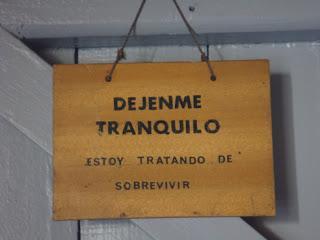 DEJENME
TRANQUILO
ESTOY TRATANDO DE
SOBREVIVIR